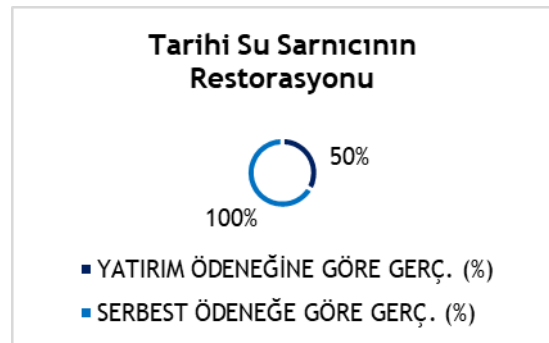 Tarihi Su Sarnıcının
Restorasyonu
50%
100%
YATIRIM ÖDENEĞİNE GÖRE GERÇ. (%)
SERBEST ÖDENEĞE GÖRE GERÇ. (%)